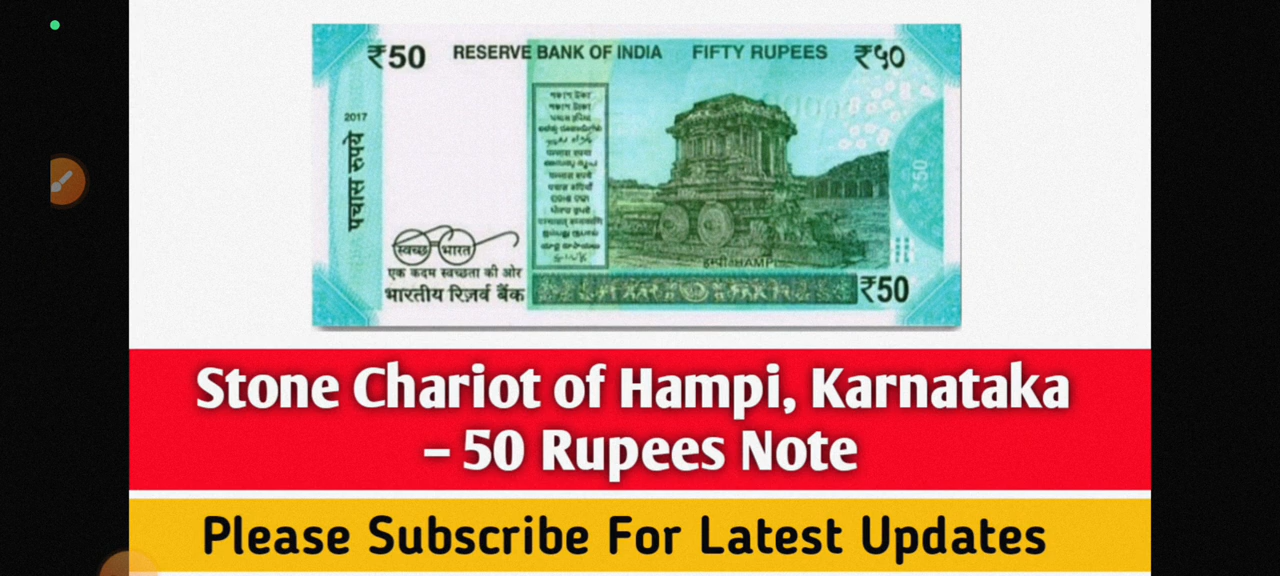 ₹50 RESERVE BANK OF INDIA FIFTY RUPEES ₹५०
2017
पचास रुपये
स्वच्छ भारत
एक कदम स्वच्छता की ओर
भारतीय रिज़र्व बैंक
हम्पी HAMPI
₹50
₹50
Stone Chariot of Hampi, Karnataka
– 50 Rupees Note
Please Subscribe For Latest Updates